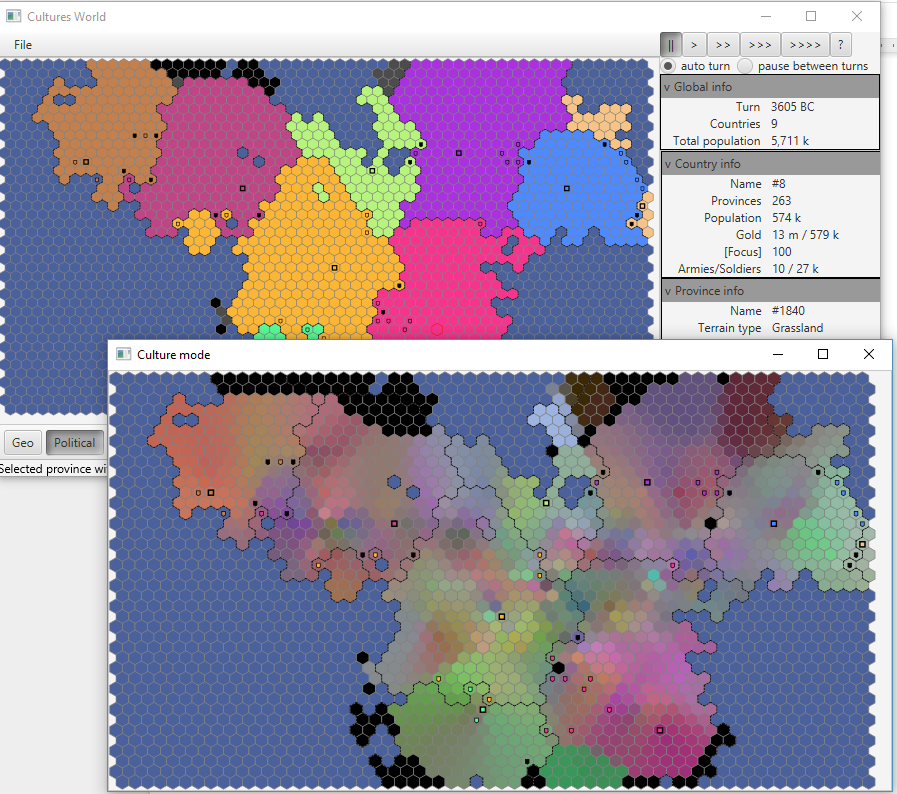 Cultures World
File
|| > >> >>> >>>> ?
auto turn pause between turns
v Global info
Turn 3605 BC
Countries 9
Total population 5,711 k
v Country info
Name #8
Provinces 263
Population 574 k
Gold 13 m / 579 k
[Focus] 100
Armies/Soldiers 10 / 27 k
v Province info
Name #1840
Terrain type Grassland
Culture mode
Geo Political
Selected province wi